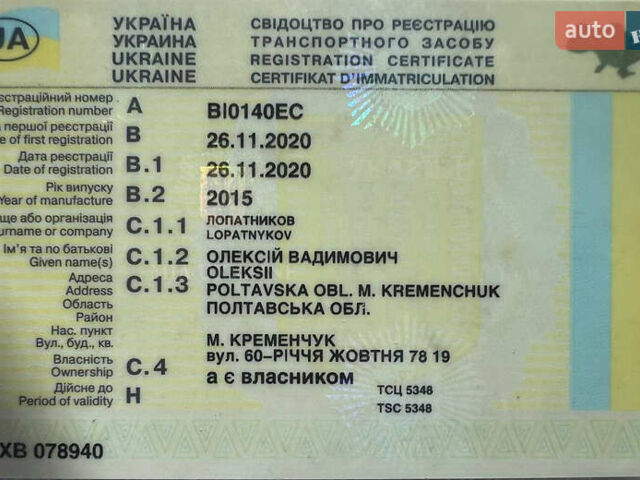 UA
УКРАЇНА
УКРАИНА
UKRAINE
UKRAINE
СВІДОЦТВО ПРО РЕЄСТРАЦІЮ
ТРАНСПОРТНОГО ЗАСОБУ
REGISTRATION CERTIFICATE
CERTIFIKAT D'IMMATRICULATION
auto
єстраційний номер
Registration number
A
BI0140EC
першої реєстрації
e of first registration
B
26.11.2020
Дата реєстрації
Date of registration
B.1
26.11.2020
Рік випуску
Year of manufacture
B.2
2015
ще або організація
urname or company
C.1.1
ЛОПАТНИКОВ
LOPATNYKOV
Ім'я та по батькові
Given name(s)
C.1.2
ОЛЕКСІЙ ВАДИМОВИЧ
OLEKSII
Адреса
Address
C.1.3
POLTAVSKA OBL. M. KREMENCHUK
Область
ПОЛТАВСЬКА ОБЛ.
Район
Нас. пункт
М. КРЕМЕНЧУК
Вул., буд., кв.
вул. 60-РІЧЧЯ ЖОВТНЯ 78 19
Власність
Ownership
C.4
а є власником
Дійсне до
Period of validity
H
ТСЦ 5348
TSC 5348
ХВ 078940